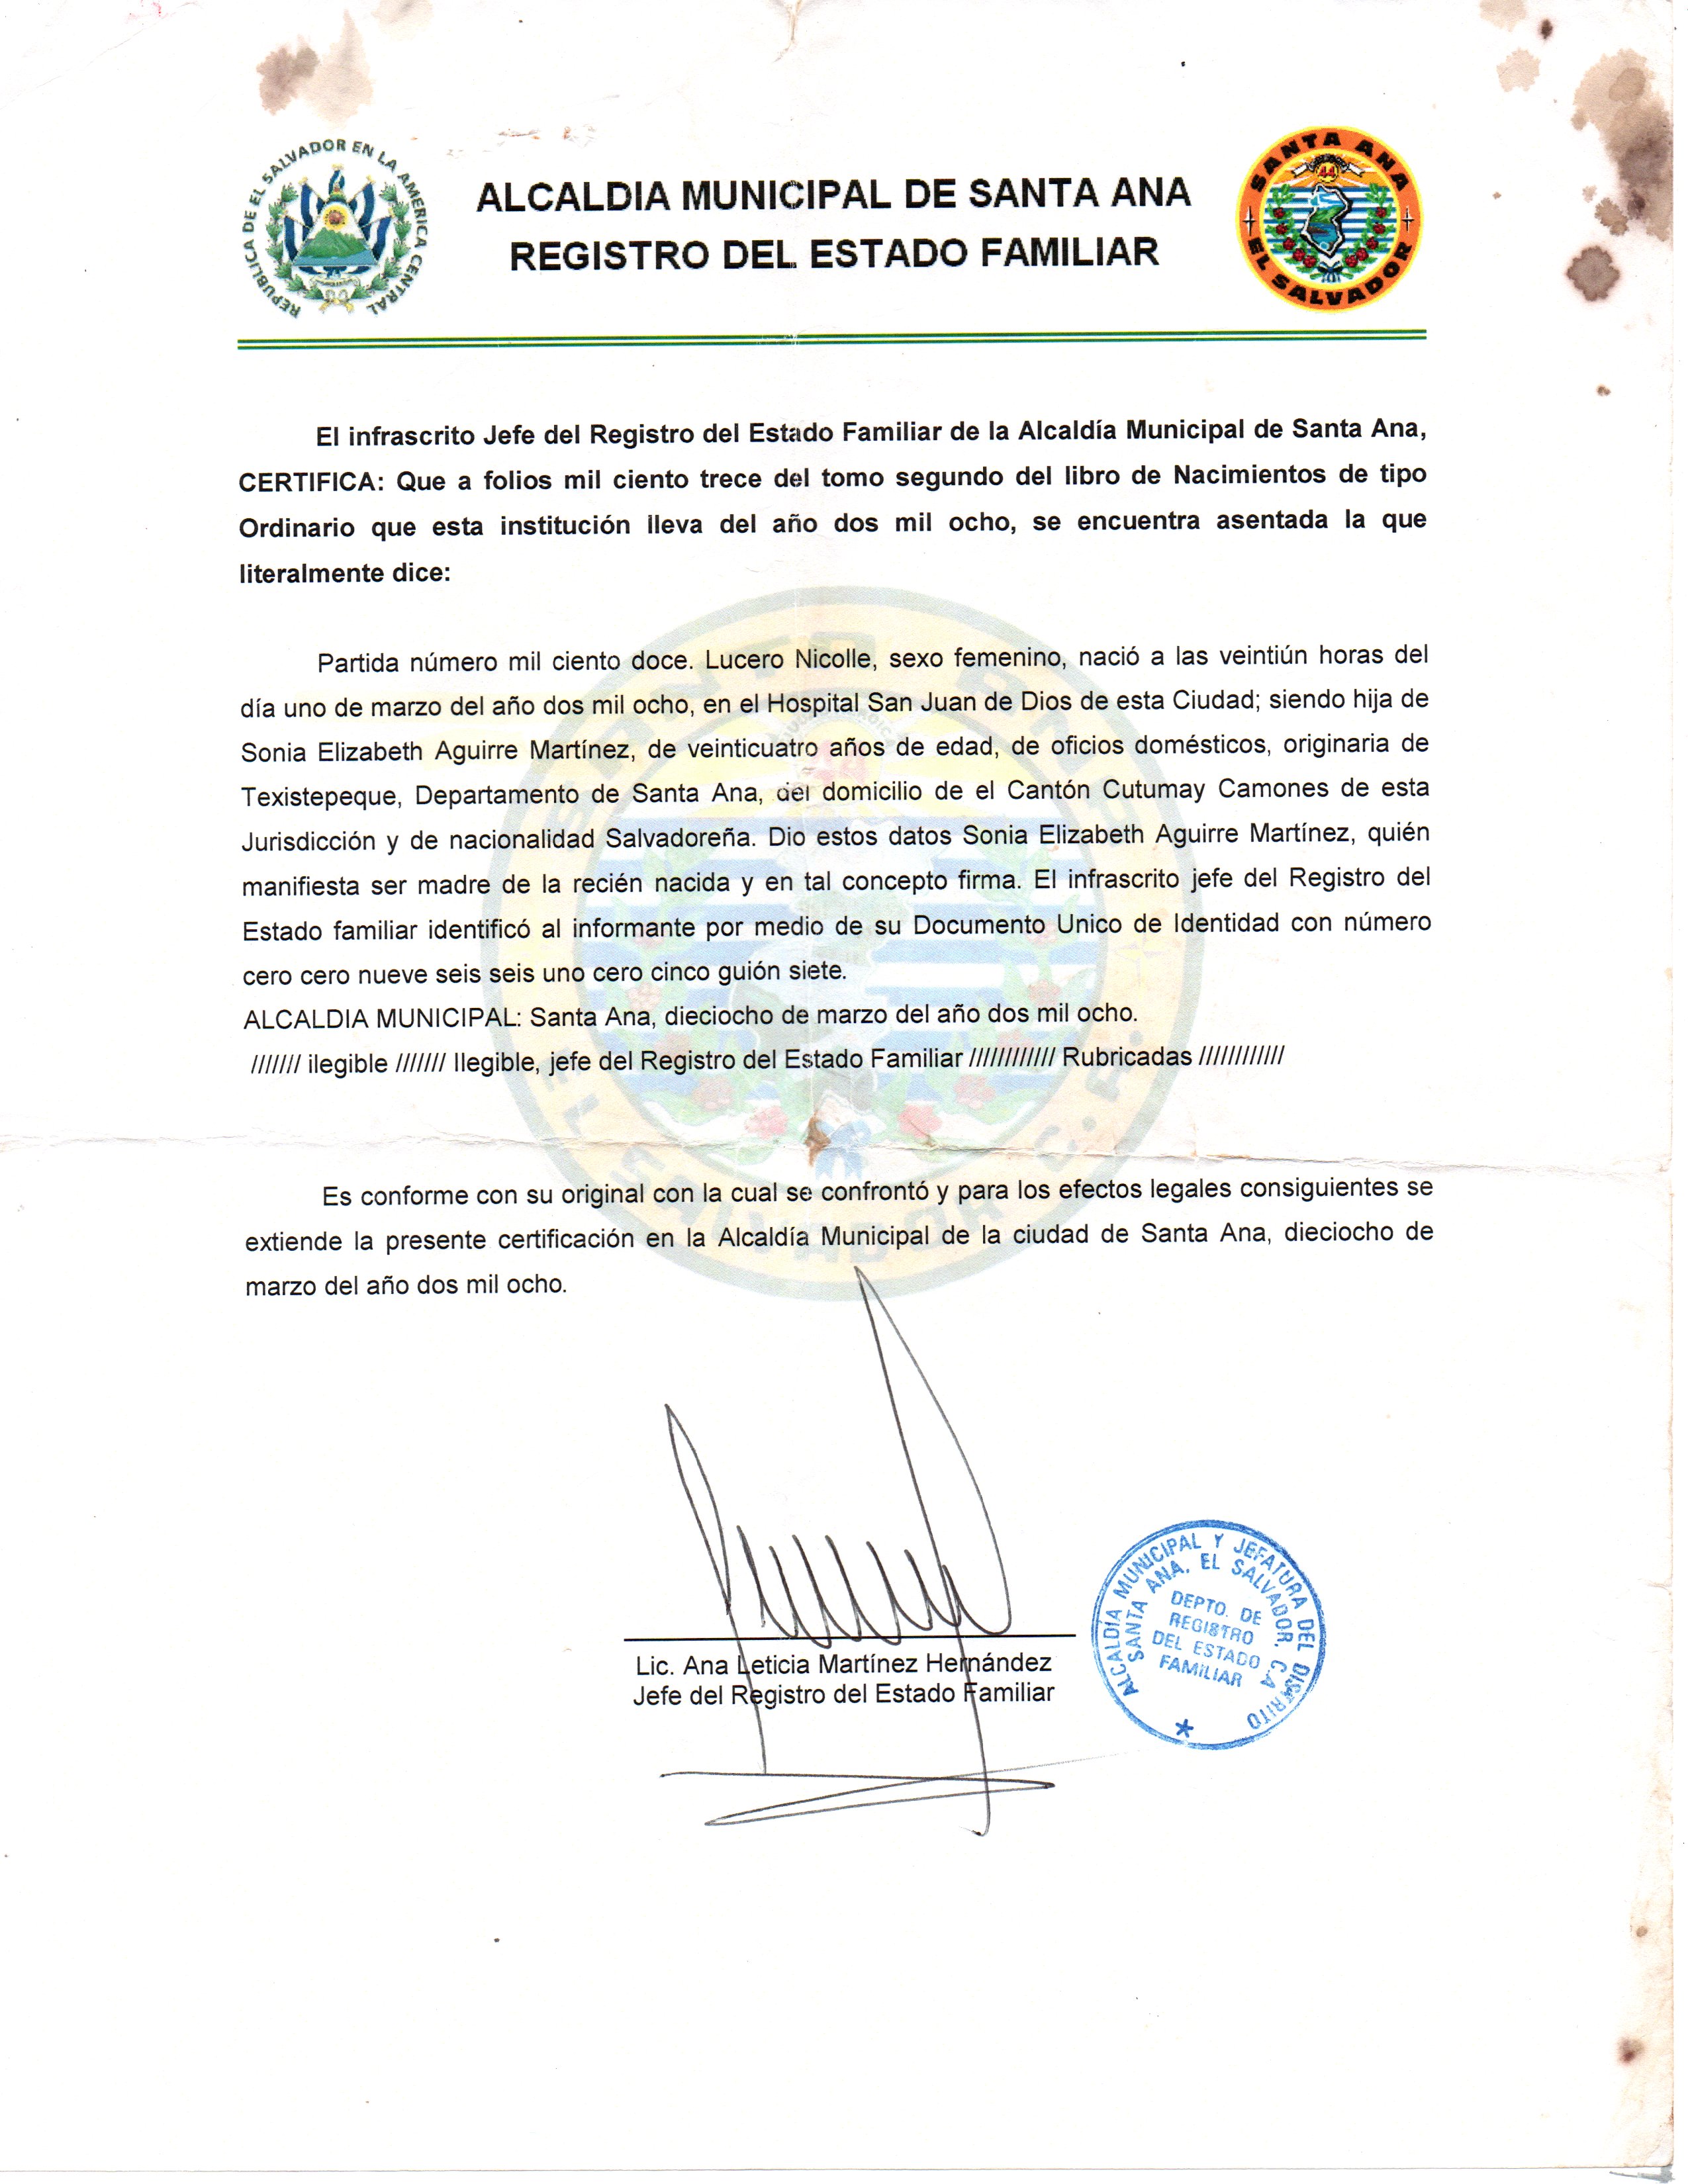 REPUBLICA DE EL SALVADOR EN LA AMERICA CENTRAL
ALCALDIA MUNICIPAL DE SANTA ANA
REGISTRO DEL ESTADO FAMILIAR
SANTA ANA
44
EL SALVADOR
El infrascrito Jefe del Registro del Estado Familiar de la Alcaldía Municipal de Santa Ana,
CERTIFICA: Que a folios mil ciento trece del tomo segundo del libro de Nacimientos de tipo
Ordinario que esta institución lleva del año dos mil ocho, se encuentra asentada la que
literalmente dice:
Partida número mil ciento doce. Lucero Nicolle, sexo femenino, nació a las veintiún horas del
día uno de marzo del año dos mil ocho, en el Hospital San Juan de Dios de esta Ciudad; siendo hija de
Sonia Elizabeth Aguirre Martínez, de veinticuatro años de edad, de oficios domésticos, originaria de
Texistepeque, Departamento de Santa Ana, del domicilio de el Cantón Cutumay Camones de esta
Jurisdicción y de nacionalidad Salvadoreña. Dio estos datos Sonia Elizabeth Aguirre Martínez, quién
manifiesta ser madre de la recién nacida y en tal concepto firma. El infrascrito jefe del Registro del
Estado familiar identificó al informante por medio de su Documento Unico de Identidad con número
cero cero nueve seis seis uno cero cinco guión siete.
ALCALDIA MUNICIPAL: Santa Ana, dieciocho de marzo del año dos mil ocho.
/////// ilegible /////// Ilegible, jefe del Registro del Estado Familiar //////////// Rubricadas ////////////
Es conforme con su original con la cual se confrontó y para los efectos legales consiguientes se
extiende la presente certificación en la Alcaldía Municipal de la ciudad de Santa Ana, dieciocho de
marzo del año dos mil ocho.
Lic. Ana Leticia Martínez Hernández
Jefe del Registro del Estado Familiar
ALCALDÍA MUNICIPAL Y JEFATURA DEL DISTRITO
SANTA ANA, EL SALVADOR, C.A
DEPTO. DE
REGISTRO
DEL ESTADO
FAMILIAR